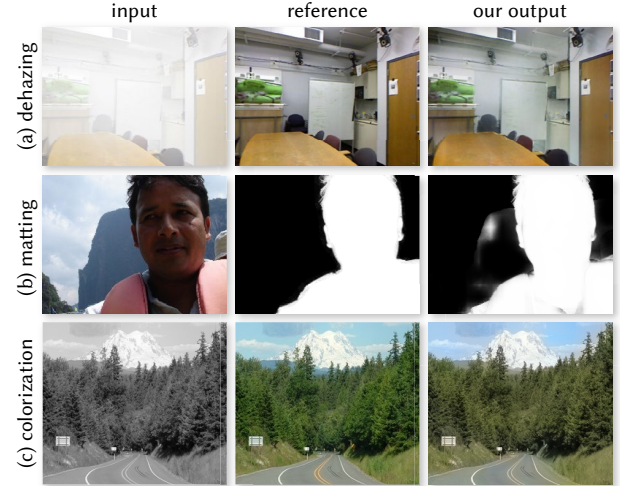 input reference our output
(a) dehazing
(b) matting
(c) colorization